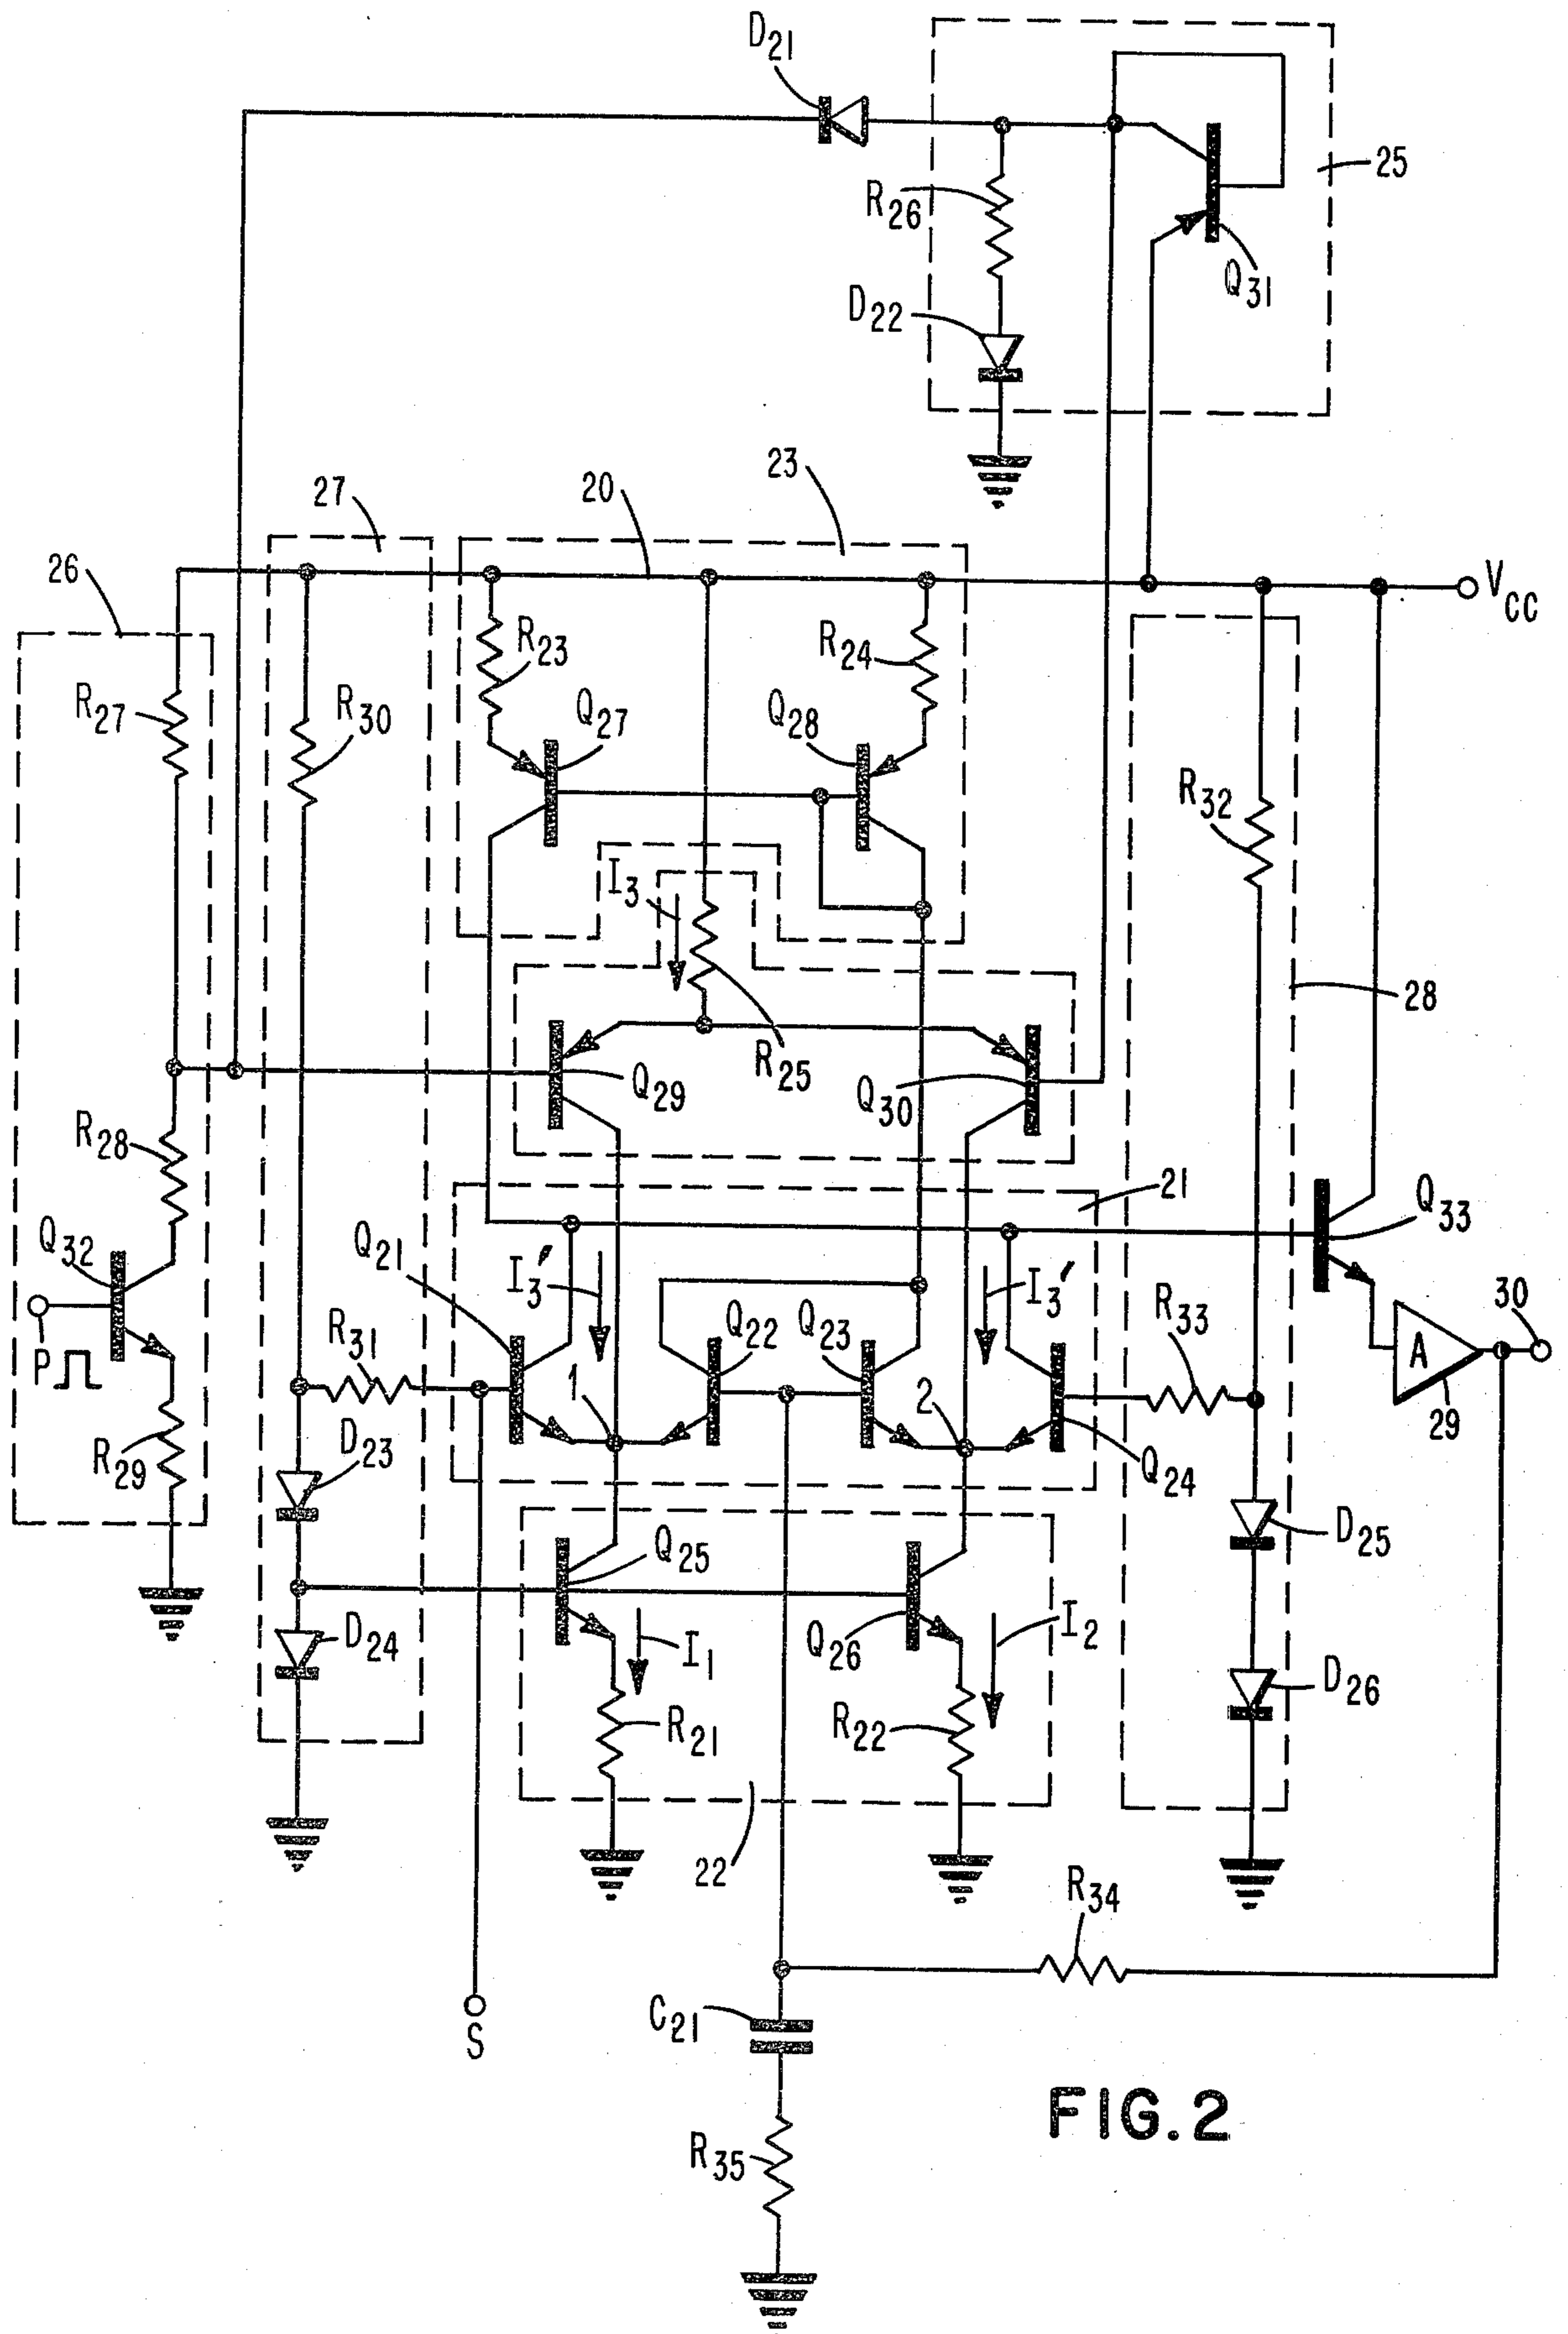 D21
25
R26
Q31
D22
23
20
27
26
VCC
R23
R24
R27
R30
Q27
Q28
R32
I3
28
R25
Q29
Q30
R28
21
Q33
Q32
Q21
I3'
I3'
30
R33
R31
Q22
Q23
A
P
1
2
29
R29
D23
Q24
Q25
D25
D24
I1
Q26
I2
D26
R21
R22
22
R34
C21
S
FIG.2
R35